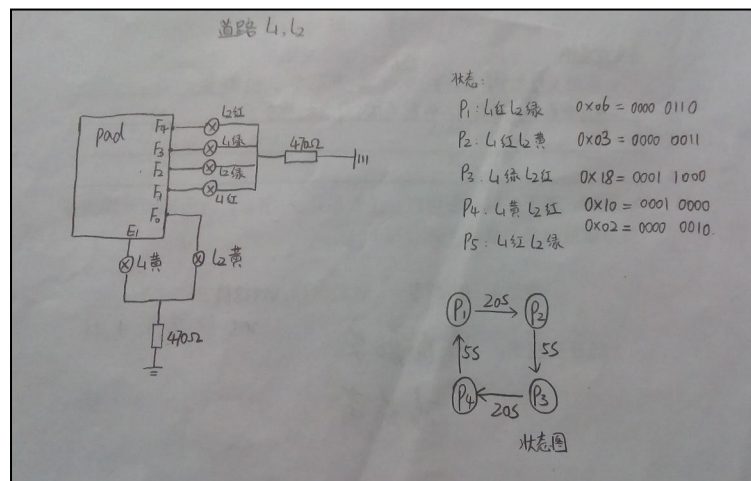 道路 L1, L2
状态:
P1: L1红L2绿 0x06 = 0000 0110
P2: L1红L2黄 0x03 = 0000 0011
P3: L1绿L2红 0x18 = 0001 1000
P4: L1黄L2红 0x10 = 0001 0000
P5: L1红L2绿 0x02 = 0000 0010
pad
F4
L2红
F3
L1绿
F2
L2绿
F1
L1红
F0
E1
470Ω
L1黄
L2黄
470Ω
P1
20S
P2
5S
5S
P4
20S
P3
状态图